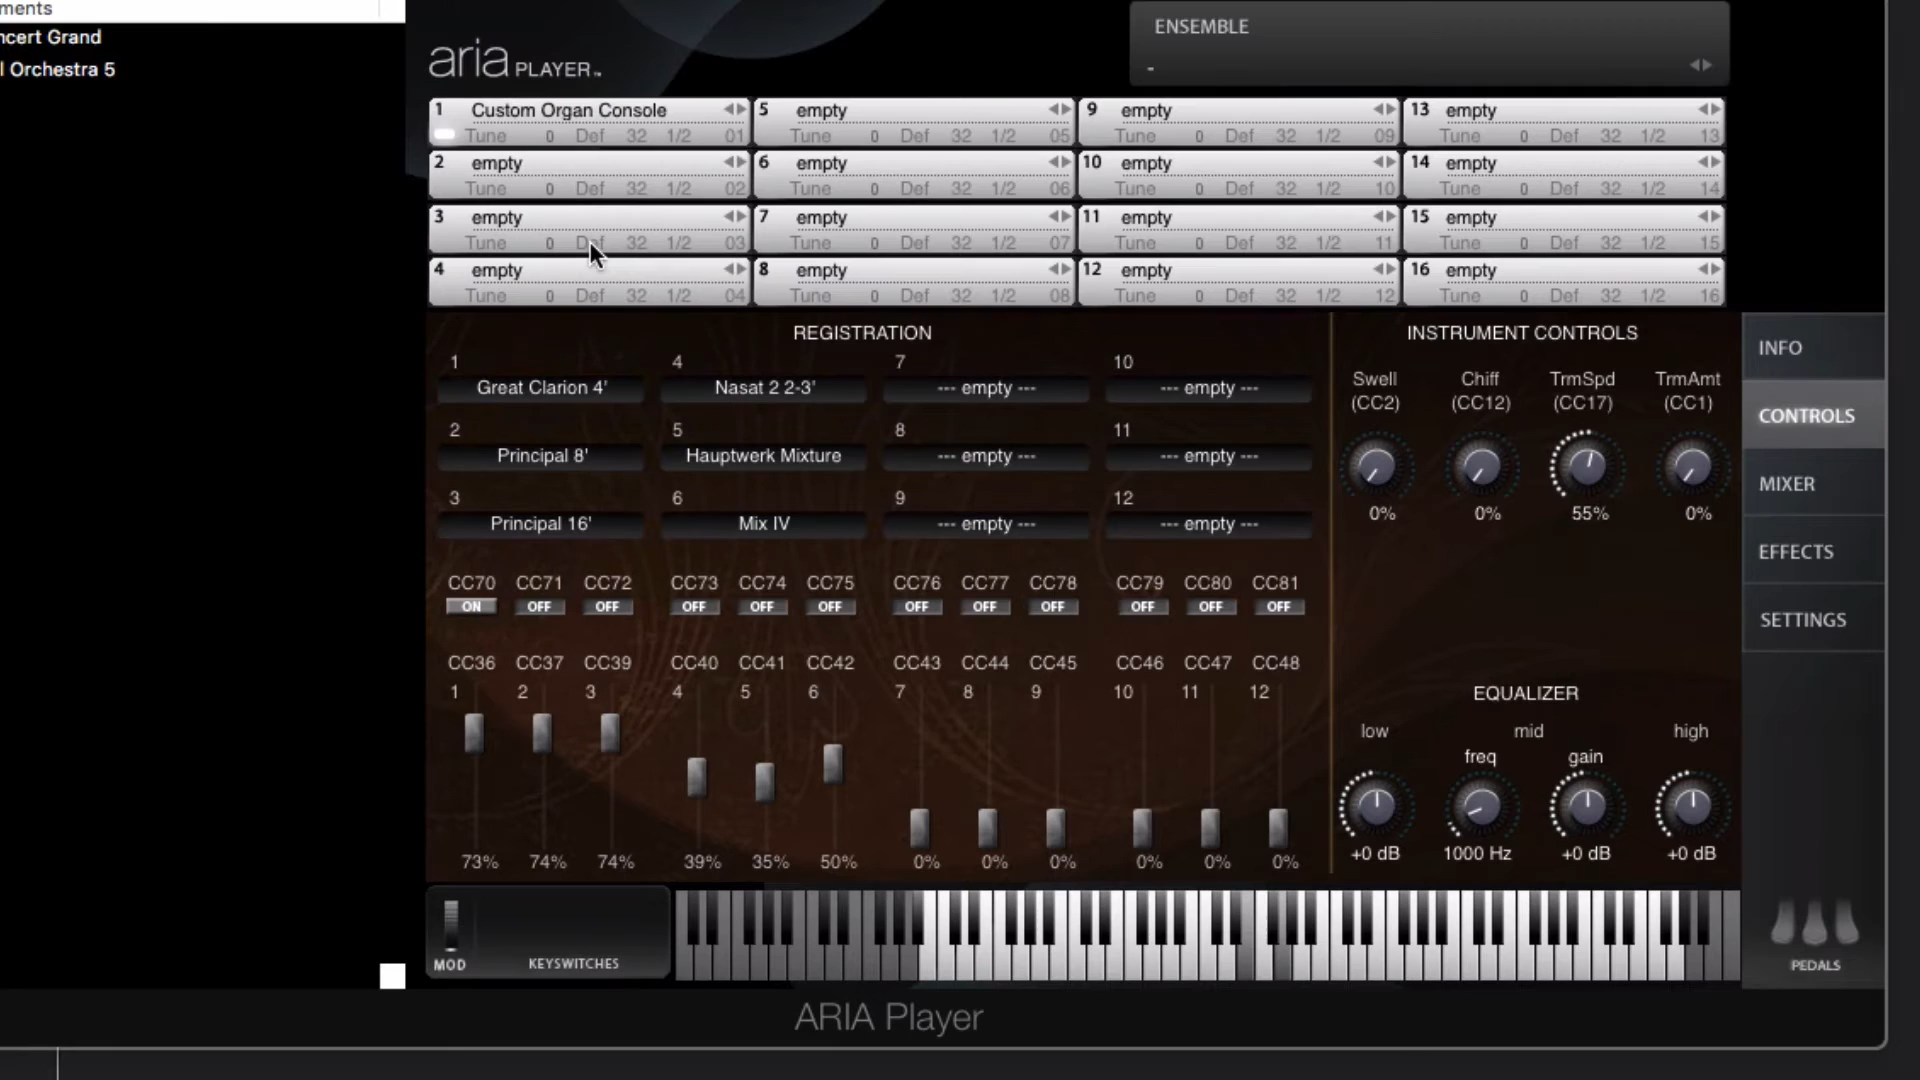 ments
ncert Grand
l Orchestra 5
aria PLAYER™
ENSEMBLE
-
1 Custom Organ Console
Tune 0 Def 32 1/2 01
2 empty
Tune 0 Def 32 1/2 02
3 empty
Tune 0 Def 32 1/2 03
4 empty
Tune 0 Def 32 1/2 04
5 empty
Tune 0 Def 32 1/2 05
6 empty
Tune 0 Def 32 1/2 06
7 empty
Tune 0 Def 32 1/2 07
8 empty
Tune 0 Def 32 1/2 08
9 empty
Tune 0 Def 32 1/2 09
10 empty
Tune 0 Def 32 1/2 10
11 empty
Tune 0 Def 32 1/2 11
12 empty
Tune 0 Def 32 1/2 12
13 empty
Tune 0 Def 32 1/2 13
14 empty
Tune 0 Def 32 1/2 14
15 empty
Tune 0 Def 32 1/2 15
16 empty
Tune 0 Def 32 1/2 16
REGISTRATION
1 4 7 10
Great Clarion 4' Nasat 2 2-3' --- empty --- --- empty ---
2 5 8 11
Principal 8' Hauptwerk Mixture --- empty --- --- empty ---
3 6 9 12
Principal 16' Mix IV --- empty --- --- empty ---
CC70 CC71 CC72 CC73 CC74 CC75 CC76 CC77 CC78 CC79 CC80 CC81
ON OFF OFF OFF OFF OFF OFF OFF OFF OFF OFF OFF
CC36 CC37 CC39 CC40 CC41 CC42 CC43 CC44 CC45 CC46 CC47 CC48
1 2 3 4 5 6 7 8 9 10 11 12
73% 74% 74% 39% 35% 50% 0% 0% 0% 0% 0% 0%
INSTRUMENT CONTROLS
Swell Chiff TrmSpd TrmAmt
(CC2) (CC12) (CC17) (CC1)
0% 0% 55% 0%
EQUALIZER
low mid high
freq gain
+0 dB 1000 Hz +0 dB +0 dB
INFO
CONTROLS
MIXER
EFFECTS
SETTINGS
MOD KEYSWITCHES
PEDALS
ARIA Player